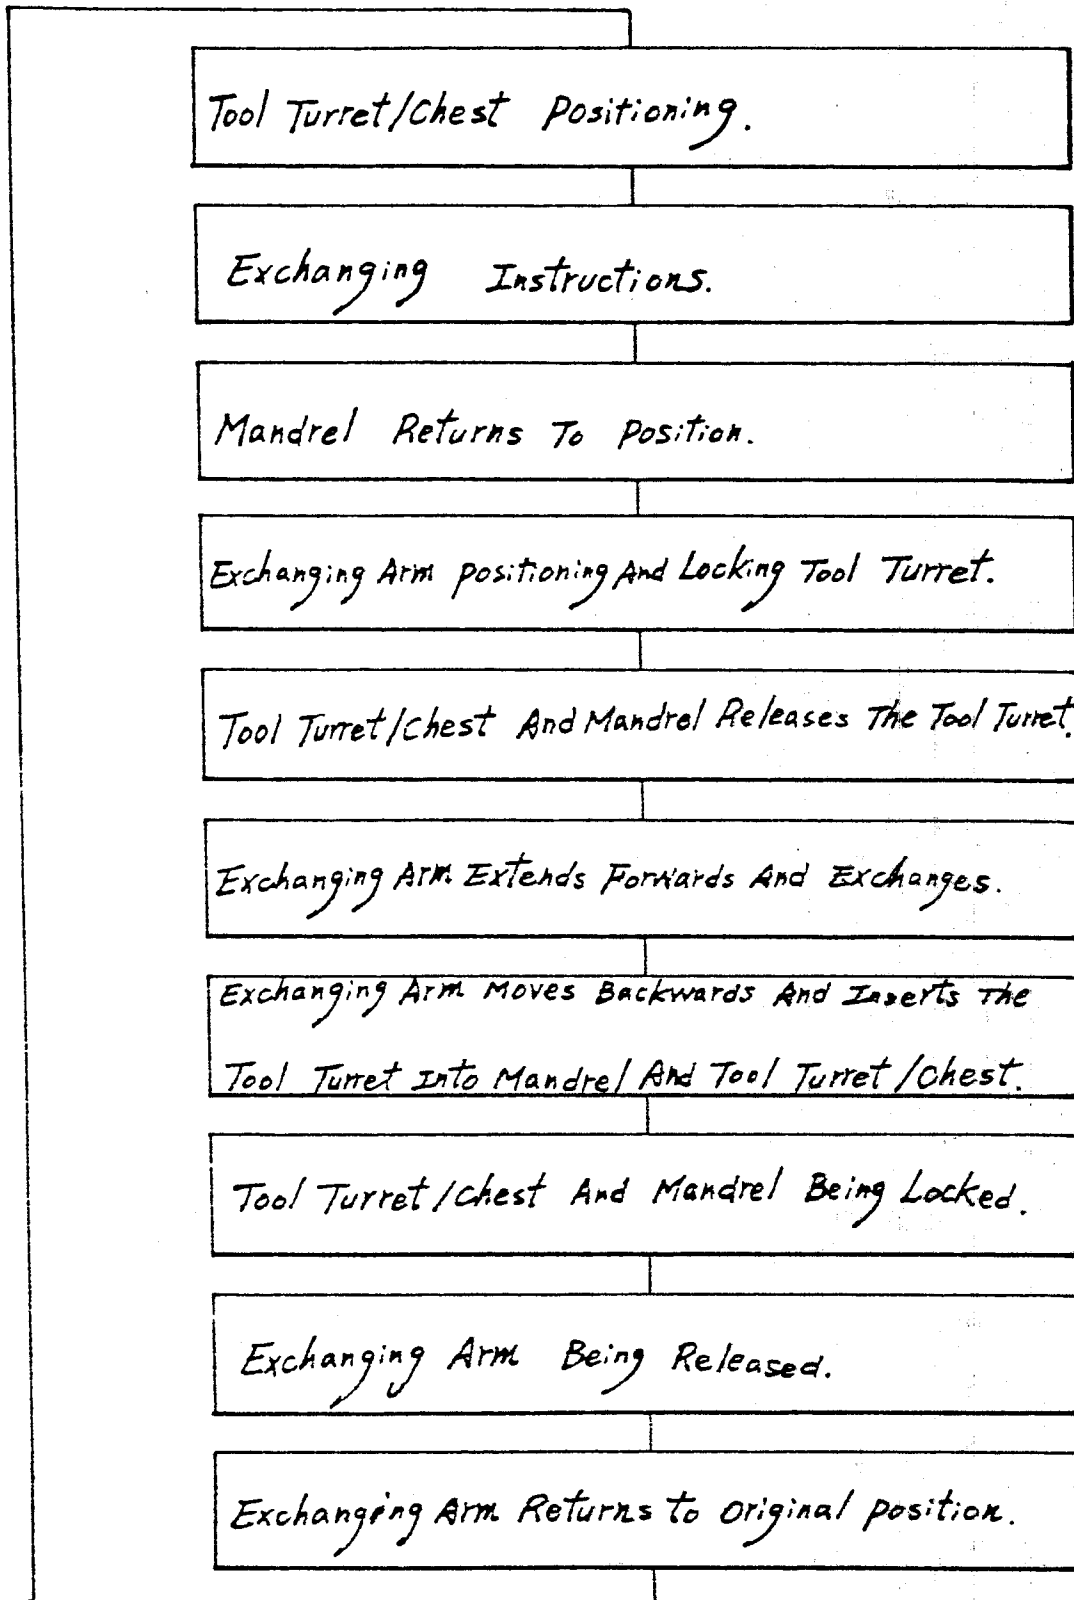 Tool Turret/Chest Positioning.
Exchanging Instructions.
Mandrel Returns To Position.
Exchanging Arm Positioning And Locking Tool Turret.
Tool Turret/Chest And Mandrel Releases The Tool Turret.
Exchanging Arm Extends Forwards And Exchanges.
Exchanging Arm Moves Backwards And Inserts The
Tool Turret Into Mandrel And Tool Turret/Chest.
Tool Turret/Chest And Mandrel Being Locked.
Exchanging Arm Being Released.
Exchanging Arm Returns to Original Position.